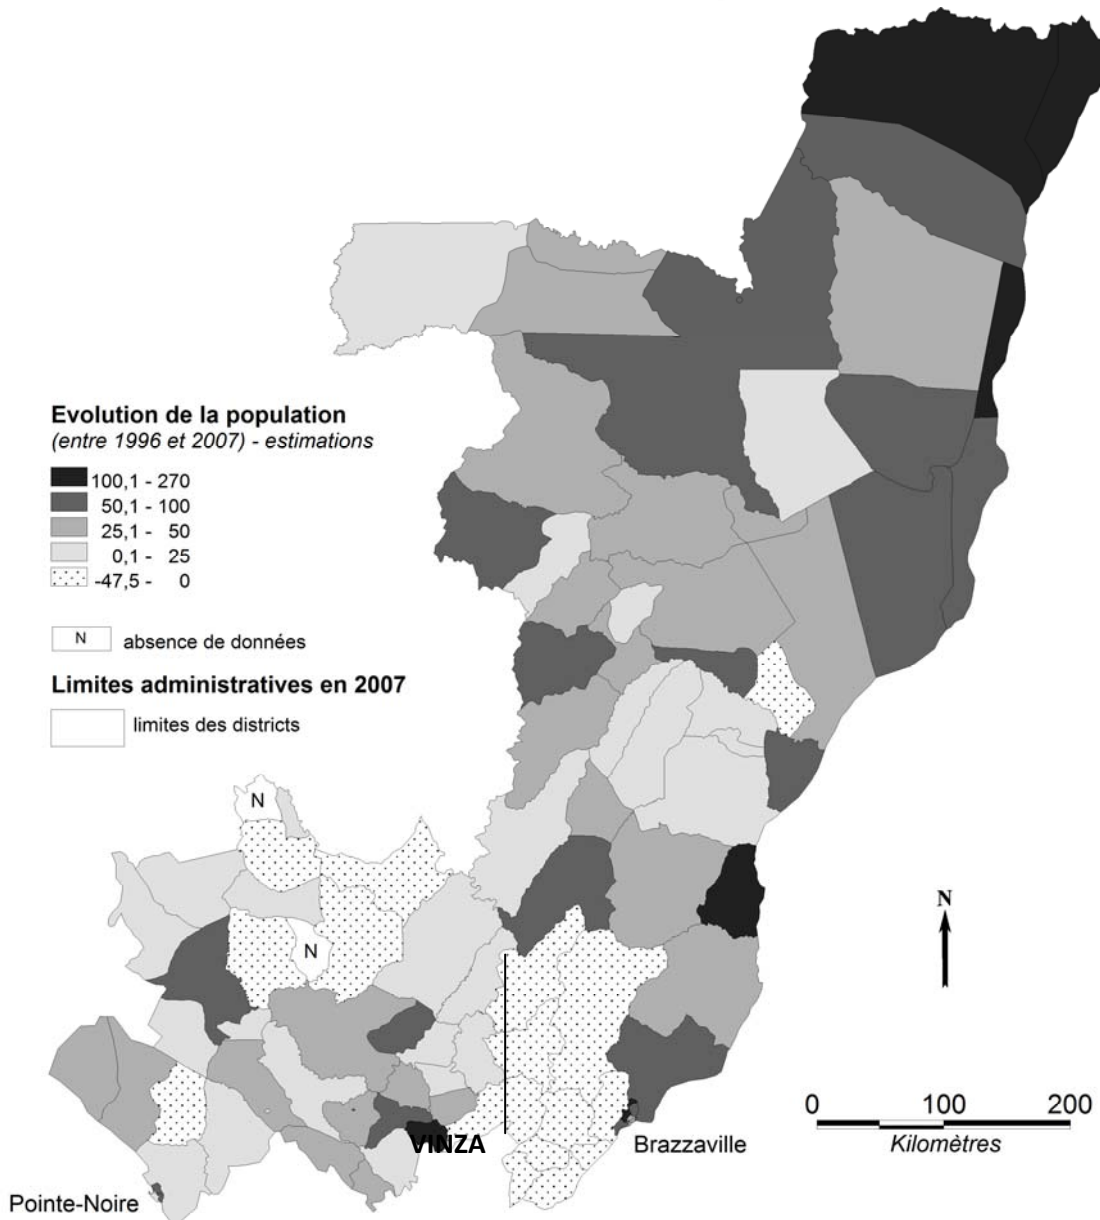 Evolution de la population
(entre 1996 et 2007) - estimations
100,1 - 270
50,1 - 100
25,1 - 50
0,1 - 25
-47,5 - 0
N absence de données
Limites administratives en 2007
limites des districts
N
N
N
VINZA
Brazzaville
Pointe-Noire
0 100 200
Kilomètres